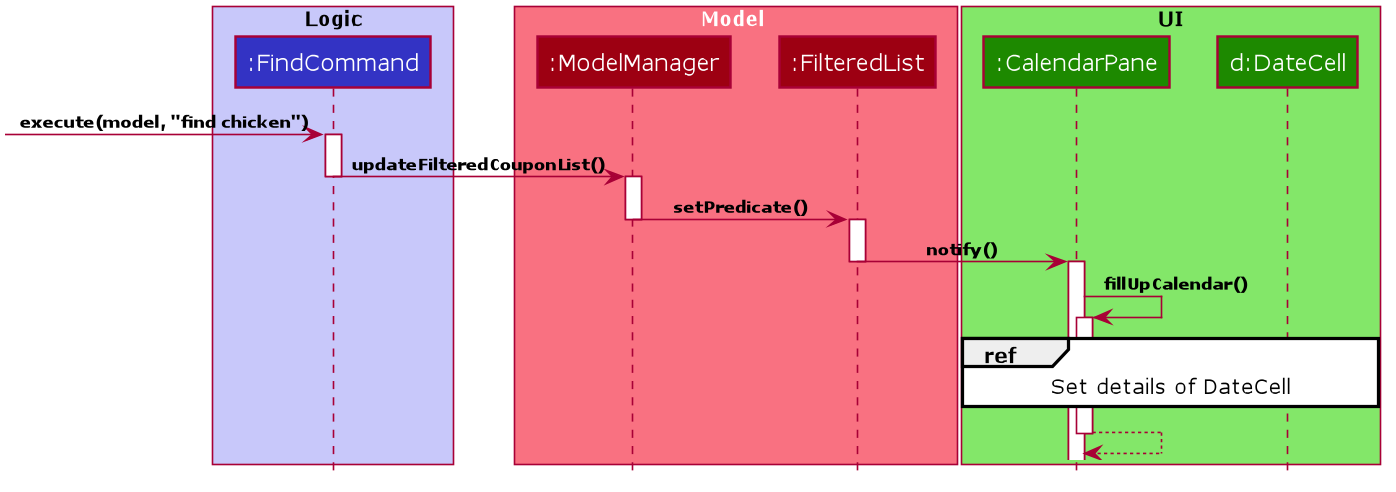 Logic
Model
UI
:FindCommand
:ModelManager
:FilteredList
:CalendarPane
d:DateCell
execute(model, "find chicken")
updateFilteredCouponList()
setPredicate()
notify()
fillUpCalendar()
ref
Set details of DateCell